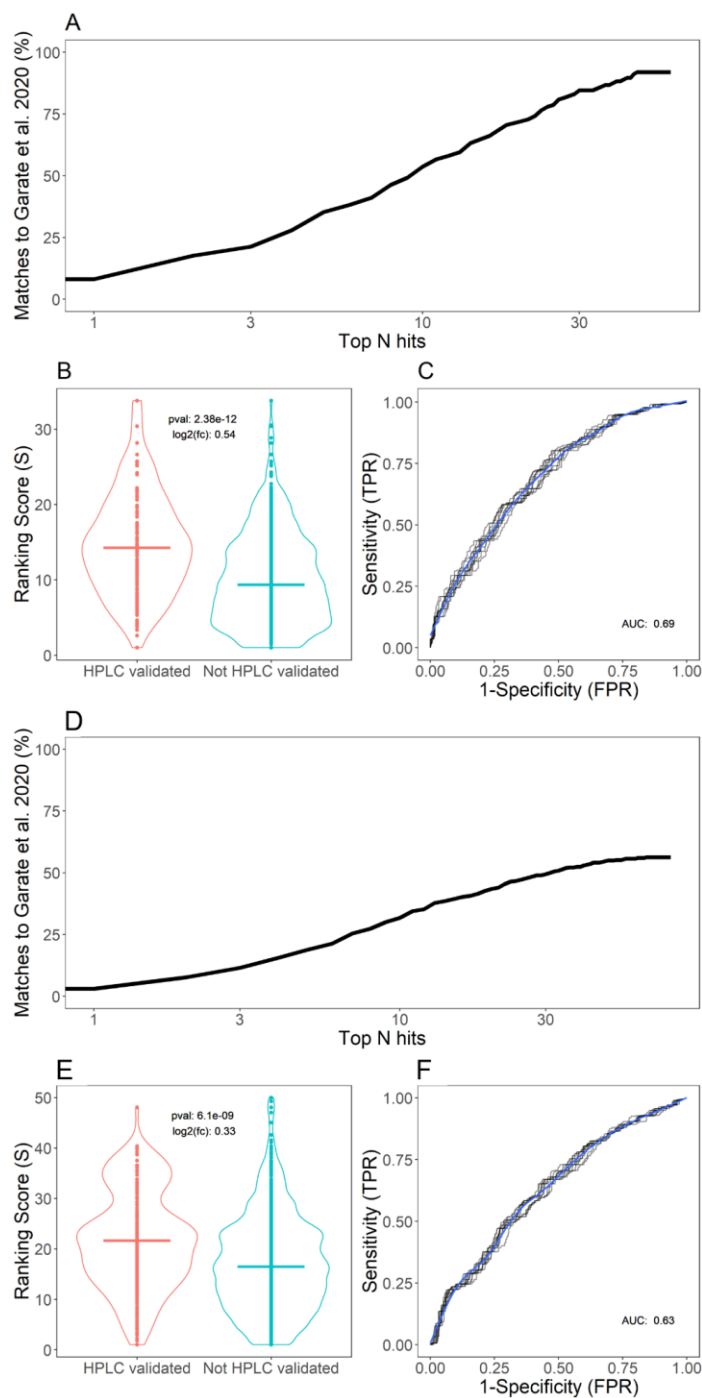 A
Matches to Garate et al. 2020 (%)
100
75
50
25
0
1
3
10
30
Top N hits
B
Ranking Score (S)
30
20
10
0
pval: 2.38e-12
log2(fc): 0.54
HPLC validated
Not HPLC validated
C
Sensitivity (TPR)
1.00
0.75
0.50
0.25
0.00
AUC: 0.69
0.00
0.25
0.50
0.75
1.00
1-Specificity (FPR)
D
Matches to Garate et al. 2020 (%)
100
75
50
25
0
1
3
10
30
Top N hits
E
Ranking Score (S)
50
40
30
20
10
0
pval: 6.1e-09
log2(fc): 0.33
HPLC validated
Not HPLC validated
F
Sensitivity (TPR)
1.00
0.75
0.50
0.25
0.00
AUC: 0.63
0.00
0.25
0.50
0.75
1.00
1-Specificity (FPR)